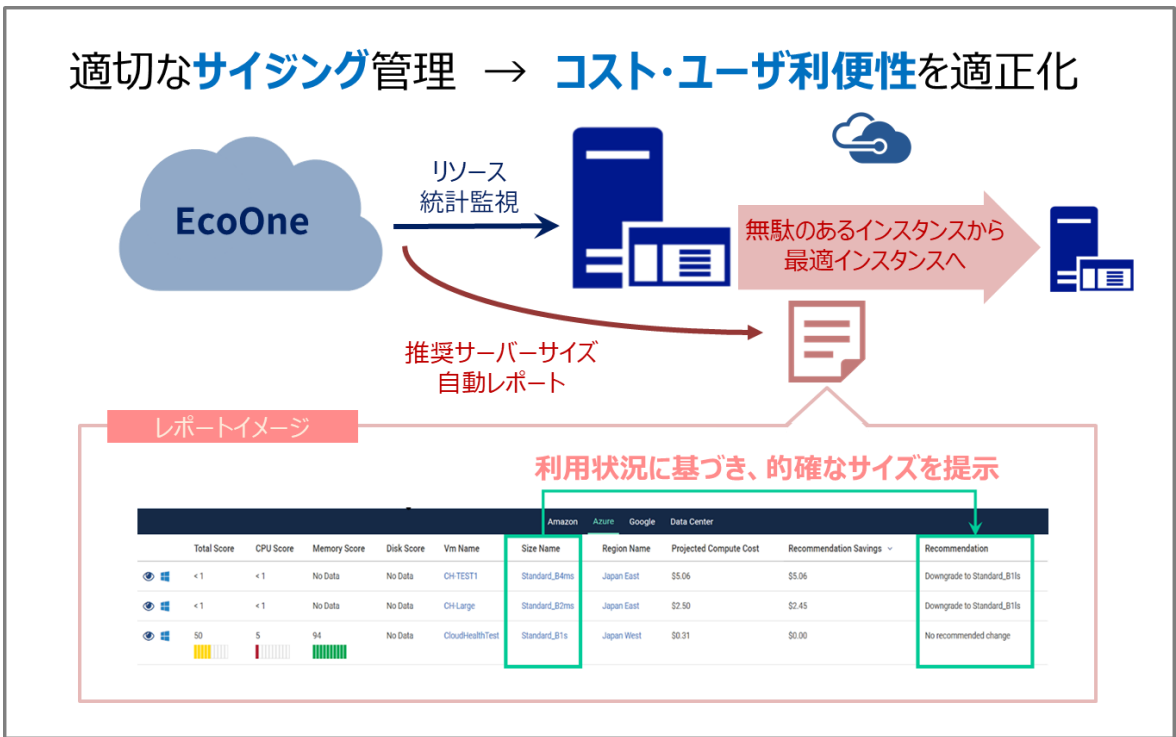 適切なサイジング管理 → コスト・ユーザ利便性を適正化
EcoOne
リソース
統計監視
無駄のあるインスタンスから
最適インスタンスへ
推奨サーバーサイズ
自動レポート
レポートイメージ
利用状況に基づき、的確なサイズを提示
Amazon Azure Google Data Center
Total Score CPU Score Memory Score Disk Score Vm Name Size Name Region Name Projected Compute Cost Recommendation Savings Recommendation
< 1 < 1 No Data No Data CH-TEST1 Standard_B4ms Japan East $5.06 $5.06 Downgrade to Standard_B1ls
< 1 < 1 No Data No Data CH-Large Standard_B2ms Japan East $2.50 $2.45 Downgrade to Standard_B1ls
50 5 94 No Data CloudHealthTest Standard_B1s Japan West $0.31 $0.00 No recommended change